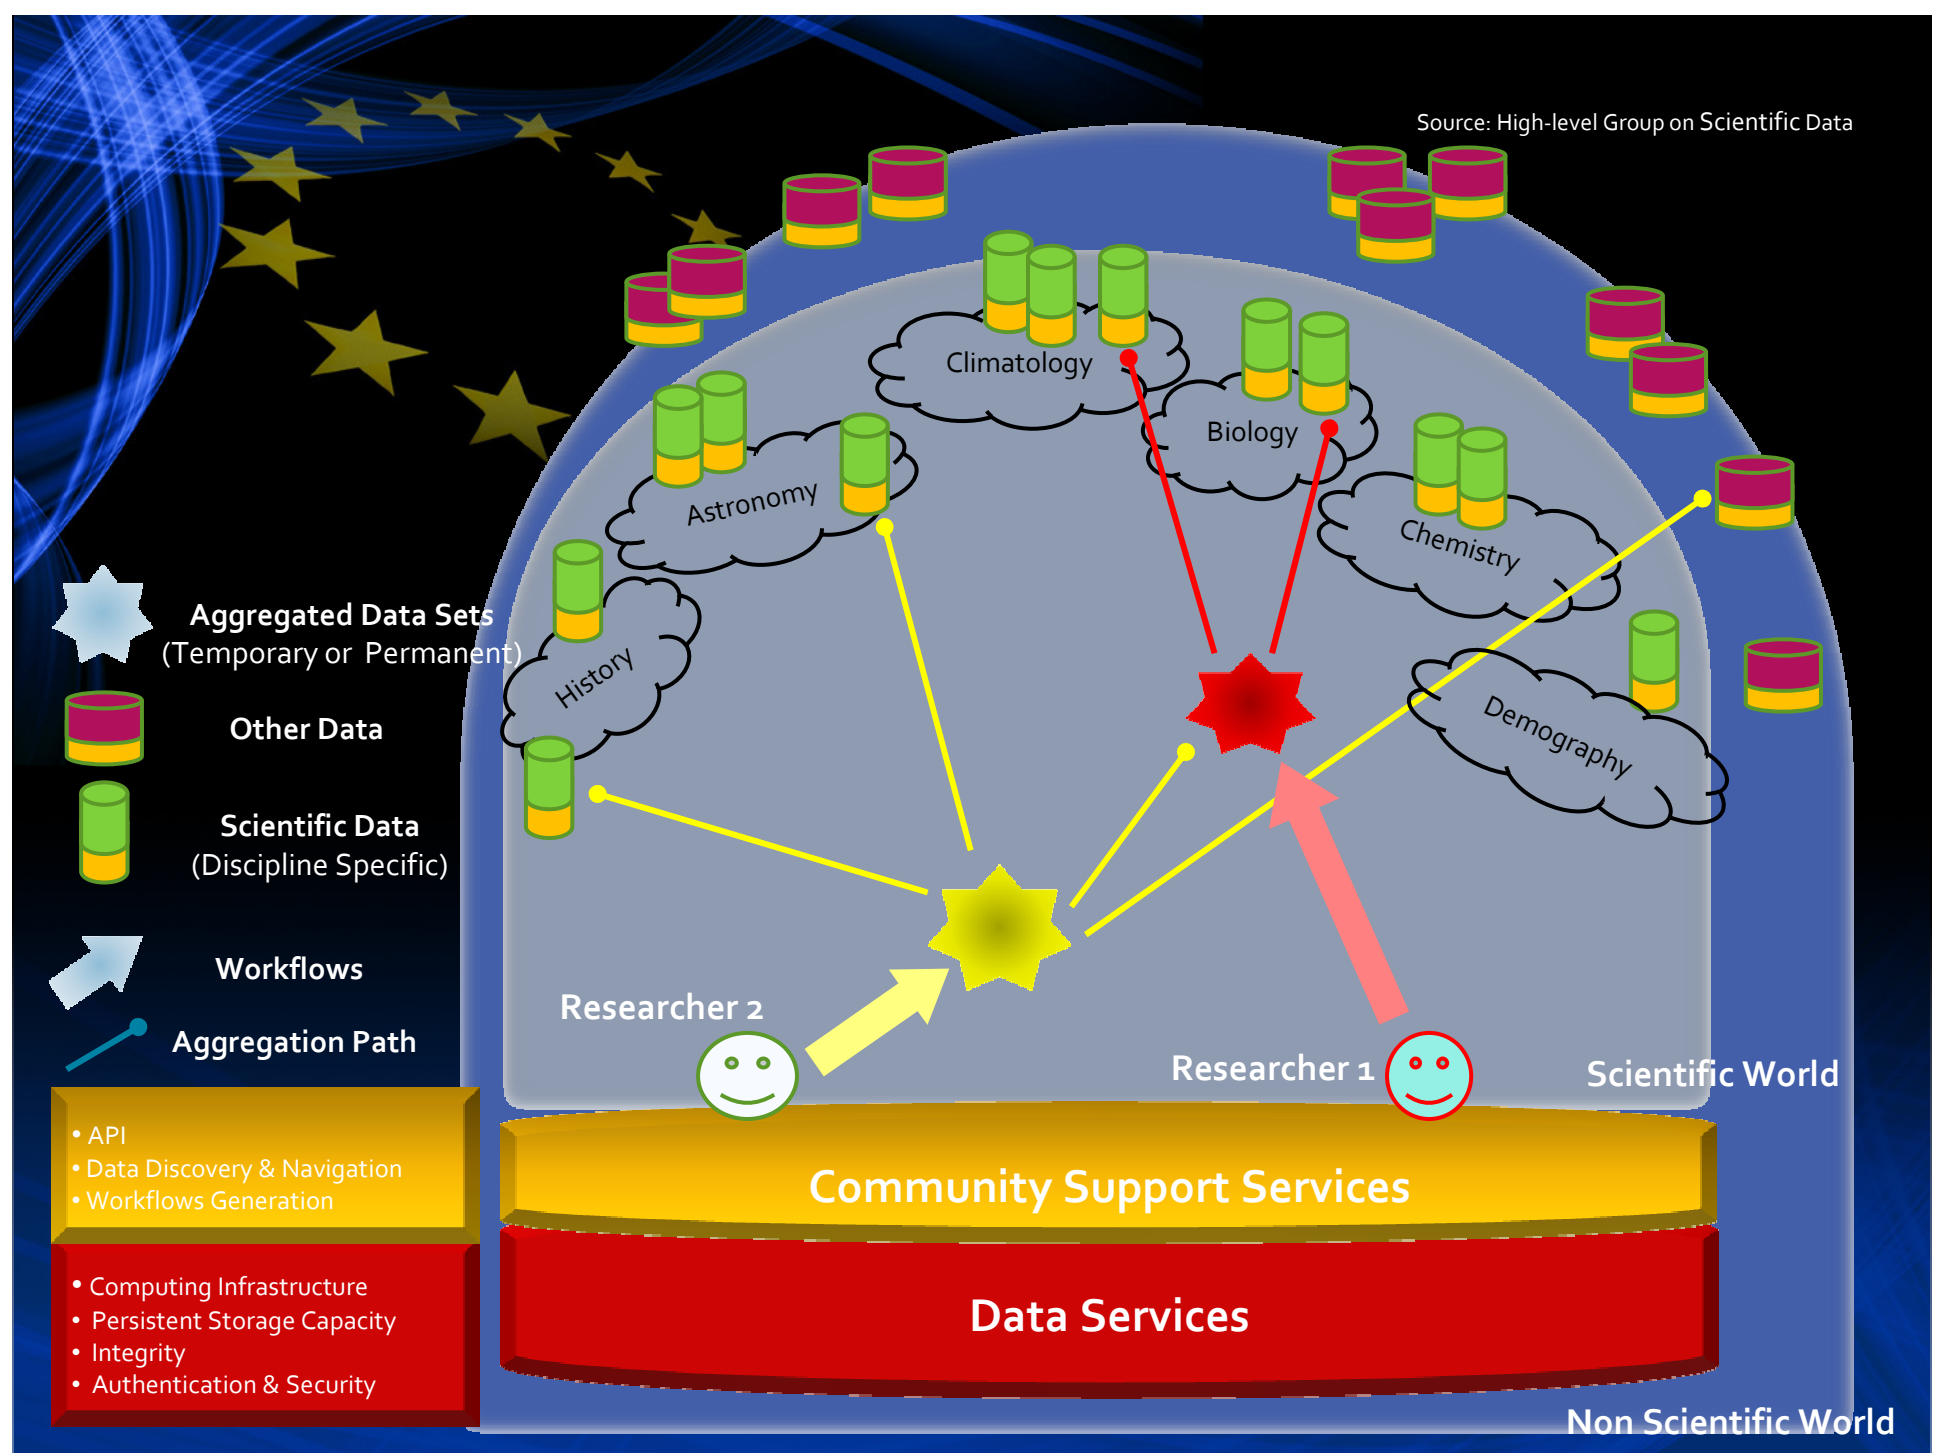 Source: High-level Group on Scientific Data
Climatology
Biology
Astronomy
Chemistry
History
Demography
Aggregated Data Sets
(Temporary or  Permanent)
Other Data
Scientific Data
(Discipline Specific)
Workflows
Aggregation Path
Researcher 2
Researcher 1
Scientific World
• API
• Data Discovery & Navigation
• Workflows Generation
Community Support Services
• Computing Infrastructure
• Persistent Storage Capacity
• Integrity
• Authentication & Security
Data Services
Non Scientific World